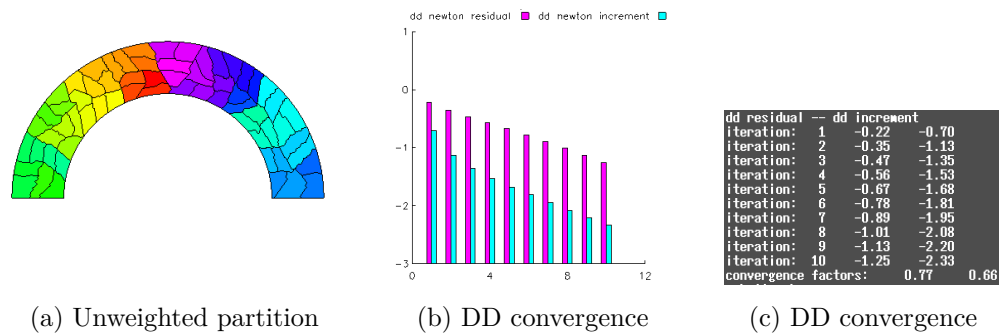 dd newton residual dd newton increment
1
0
-1
-2
-3
0 4 8 12
dd residual -- dd increment
iteration: 1 -0.22 -0.70
iteration: 2 -0.35 -1.13
iteration: 3 -0.47 -1.35
iteration: 4 -0.56 -1.53
iteration: 5 -0.67 -1.68
iteration: 6 -0.78 -1.81
iteration: 7 -0.89 -1.95
iteration: 8 -1.01 -2.08
iteration: 9 -1.13 -2.20
iteration: 10 -1.25 -2.33
convergence factors: 0.77 0.66
(a) Unweighted partition
(b) DD convergence
(c) DD convergence